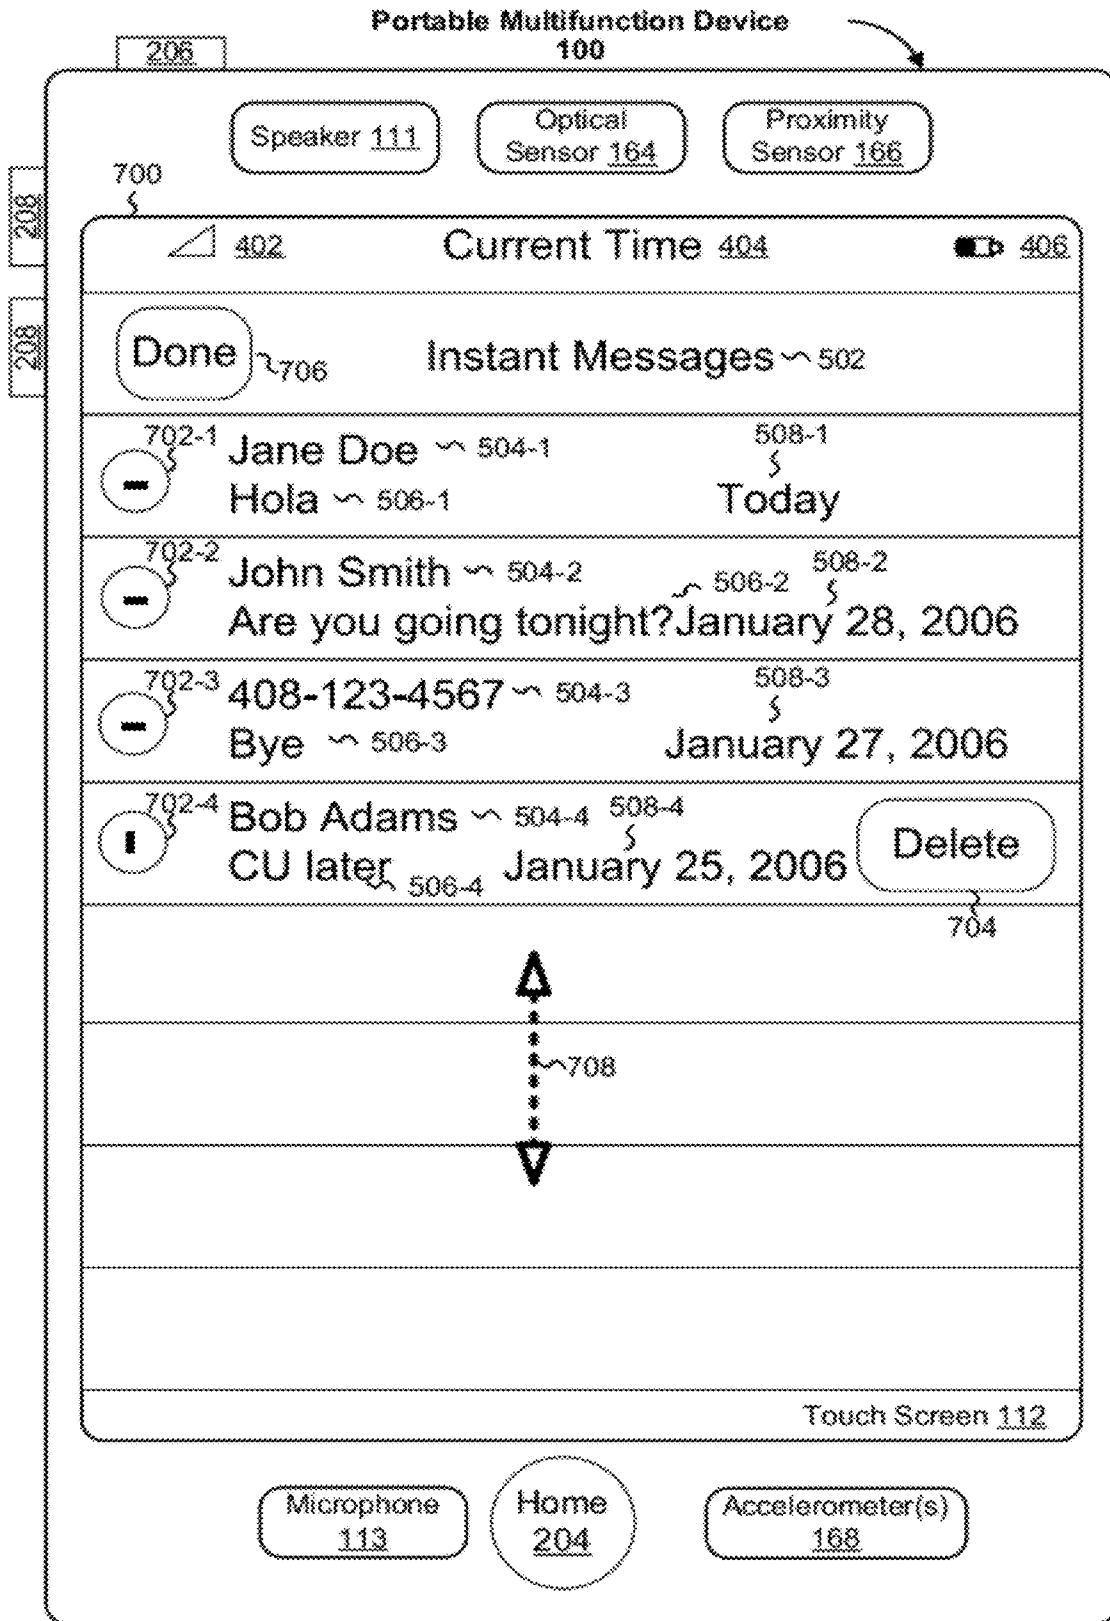 Portable Multifunction Device
100
206
Speaker 111
Optical
Sensor 164
Proximity
Sensor 166
208
700
402 Current Time 404 406
208
Done 706 Instant Messages 502
702-1 Jane Doe 504-1 508-1
Hola 506-1 Today
702-2 John Smith 504-2 506-2 508-2
Are you going tonight? January 28, 2006
702-3 408-123-4567 504-3 508-3
Bye 506-3 January 27, 2006
702-4 Bob Adams 504-4 508-4
CU later 506-4 January 25, 2006 Delete
704
708
Touch Screen 112
Microphone
113
Home
204
Accelerometer(s)
168